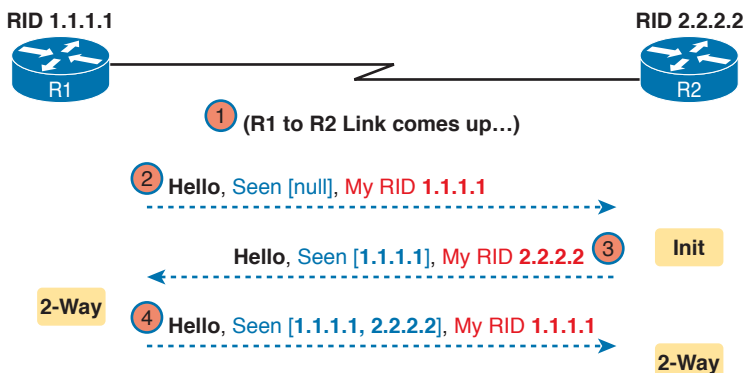 RID 1.1.1.1
RID 2.2.2.2
R1
R2
1 (R1 to R2 Link comes up…)
2 Hello, Seen [null], My RID 1.1.1.1
Hello, Seen [1.1.1.1], My RID 2.2.2.2 3
Init
2-Way
4 Hello, Seen [1.1.1.1, 2.2.2.2], My RID 1.1.1.1
2-Way